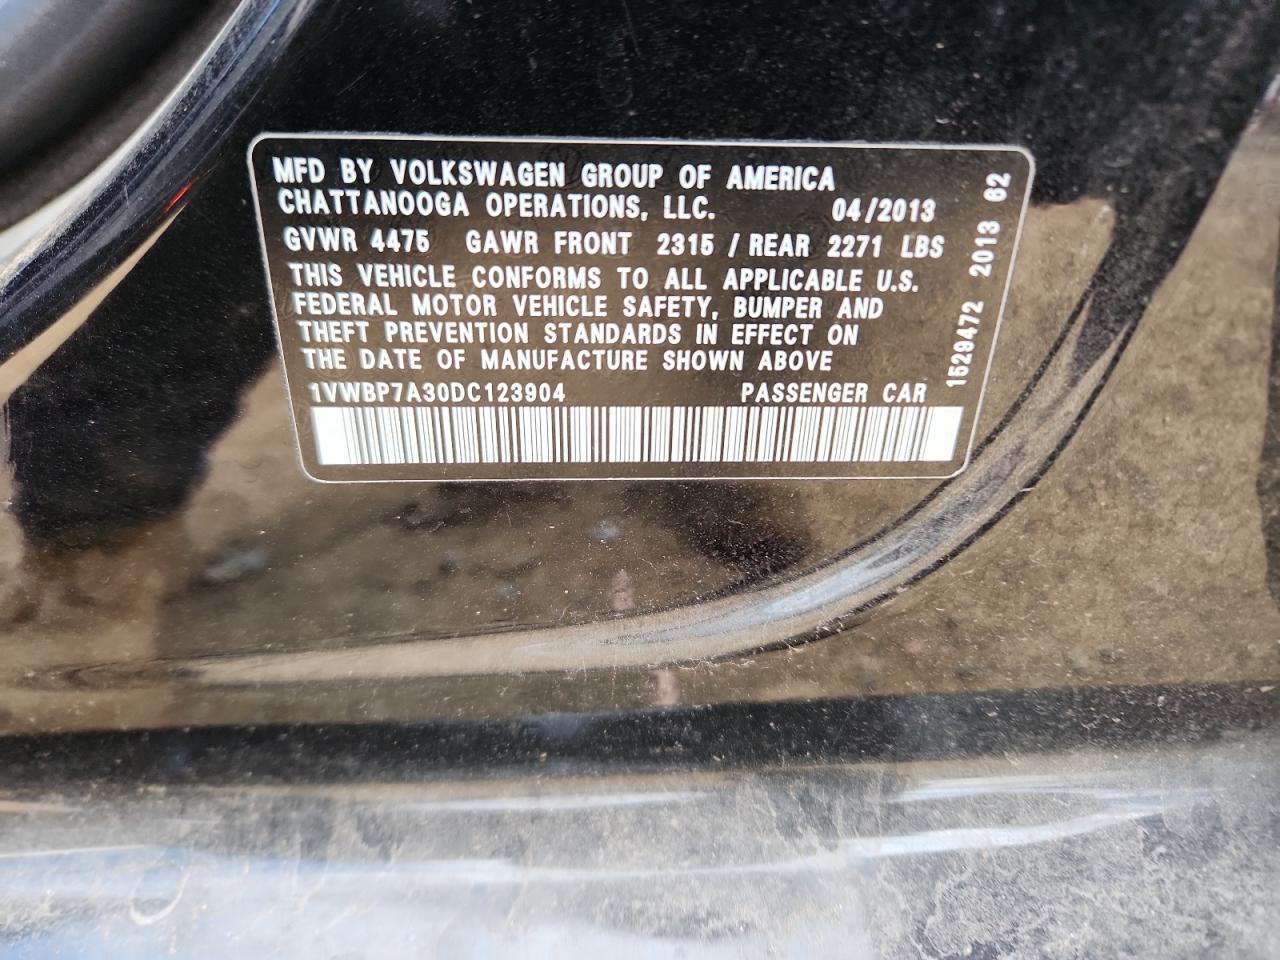 MFD BY VOLKSWAGEN GROUP OF AMERICA
CHATTANOOGA OPERATIONS, LLC. 04/2013
GVWR 4475 GAWR FRONT 2315 / REAR 2271 LBS
THIS VEHICLE CONFORMS TO ALL APPLICABLE U.S.
FEDERAL MOTOR VEHICLE SAFETY, BUMPER AND
THEFT PREVENTION STANDARDS IN EFFECT ON
THE DATE OF MANUFACTURE SHOWN ABOVE
1VWBP7A30DC123904 PASSENGER CAR
1529472 2013 62